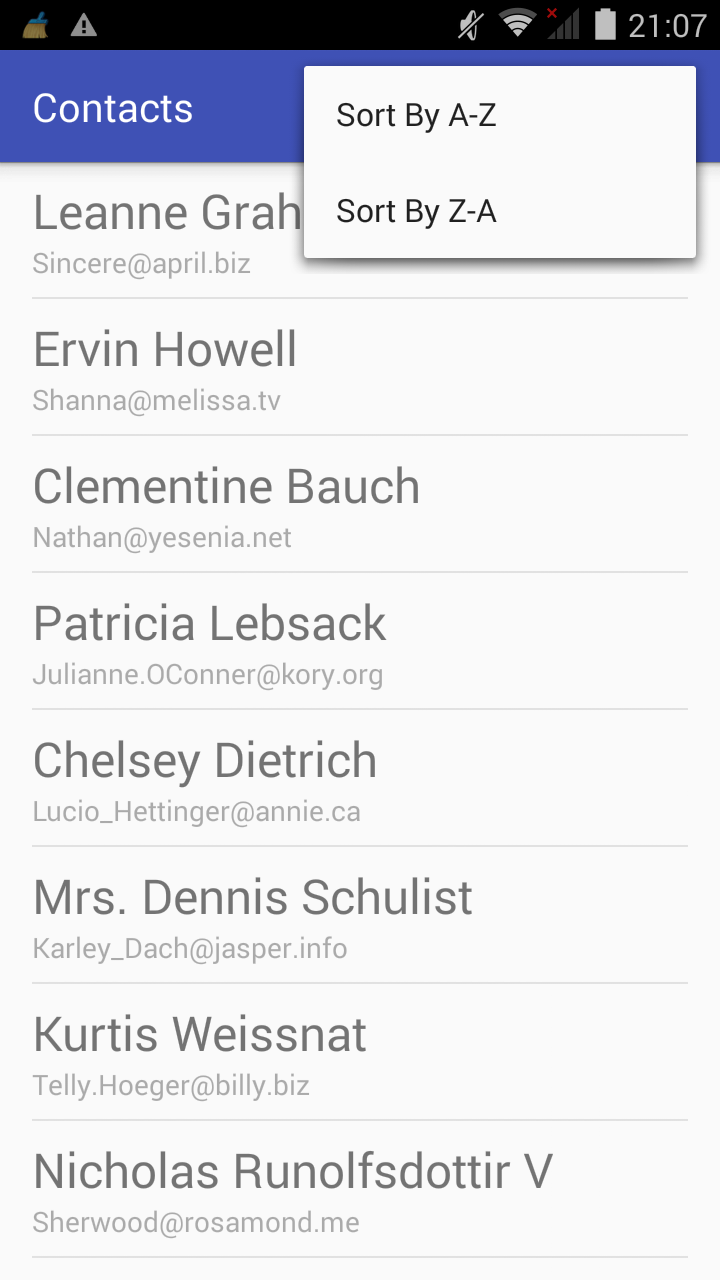 21:07
Contacts
Sort By A-Z
Sort By Z-A
Leanne Grah
Sincere@april.biz
Ervin Howell
Shanna@melissa.tv
Clementine Bauch
Nathan@yesenia.net
Patricia Lebsack
Julianne.OConner@kory.org
Chelsey Dietrich
Lucio_Hettinger@annie.ca
Mrs. Dennis Schulist
Karley_Dach@jasper.info
Kurtis Weissnat
Telly.Hoeger@billy.biz
Nicholas Runolfsdottir V
Sherwood@rosamond.me